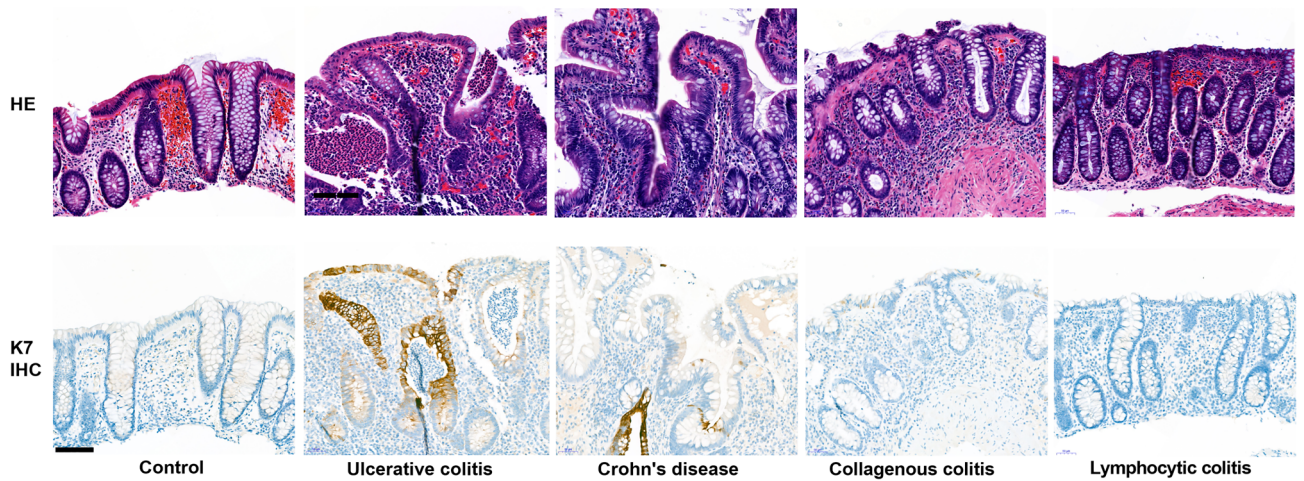 HE
K7
IHC
Control
Ulcerative colitis
Crohn's disease
Collagenous colitis
Lymphocytic colitis